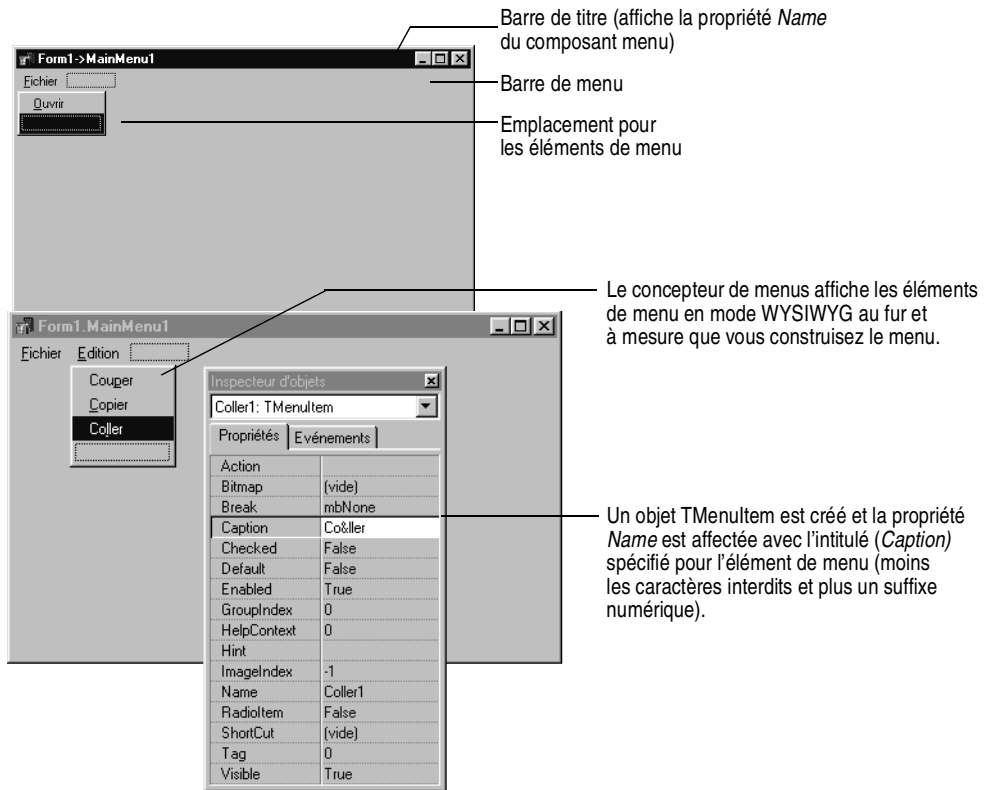 Barre de titre (affiche la propriété Name
du composant menu)
Form1->MainMenu1
Fichier
Barre de menu
Ouvrir
Emplacement pour
les éléments de menu
Le concepteur de menus affiche les éléments
de menu en mode WYSIWYG au fur et
à mesure que vous construisez le menu.
Form1.MainMenu1
Fichier Edition
Couper
Copier
Coller
Inspecteur d'objets
Coller1: TMenuItem
Propriétés Evénements
Action
Bitmap (vide)
Break mbNone
Caption Co&ller
Checked False
Default False
Enabled True
GroupIndex 0
HelpContext 0
Hint
ImageIndex -1
Name Coller1
RadioItem False
ShortCut (vide)
Tag 0
Visible True
Un objet TMenuItem est créé et la propriété
Name est affectée avec l'intitulé (Caption)
spécifié pour l'élément de menu (moins
les caractères interdits et plus un suffixe
numérique).